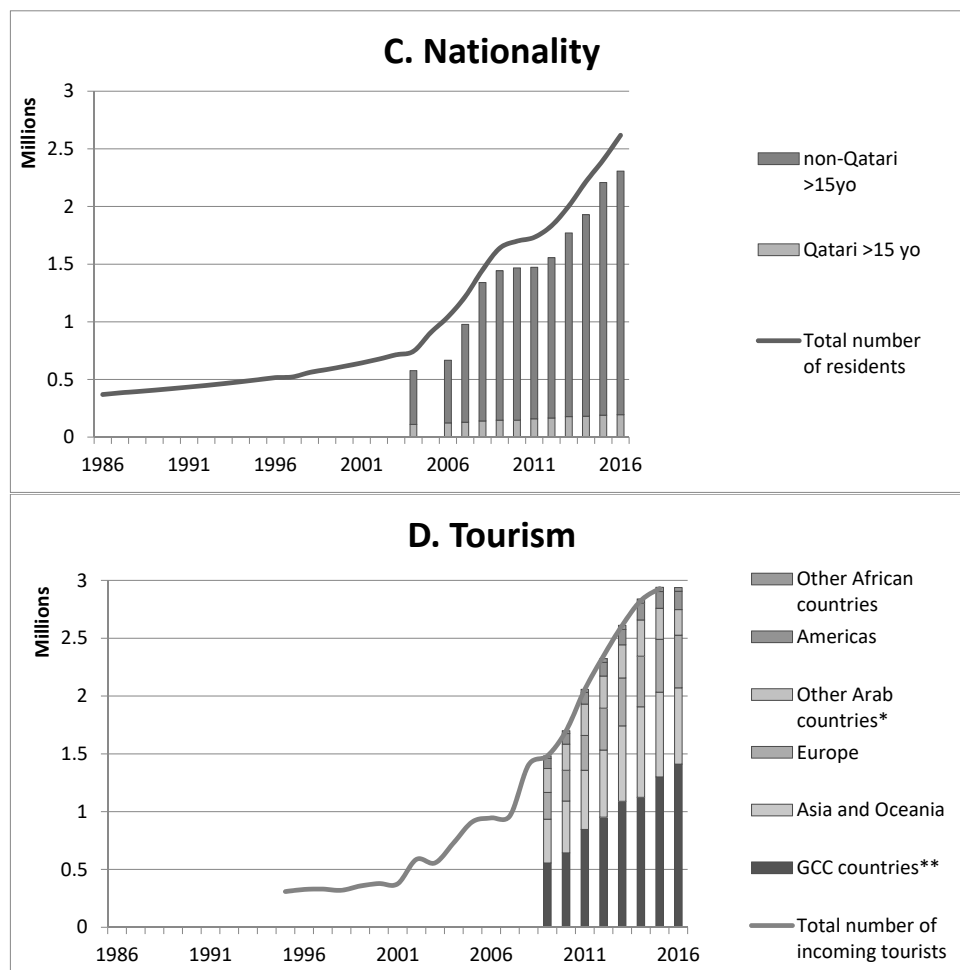 C. Nationality
Millions
3
2.5
2
1.5
1
0.5
0
1986 1991 1996 2001 2006 2011 2016
non-Qatari
>15yo
Qatari >15 yo
Total number
of residents
D. Tourism
Millions
3
2.5
2
1.5
1
0.5
0
1986 1991 1996 2001 2006 2011 2016
Other African
countries
Americas
Other Arab
countries*
Europe
Asia and Oceania
GCC countries**
Total number of
incoming tourists